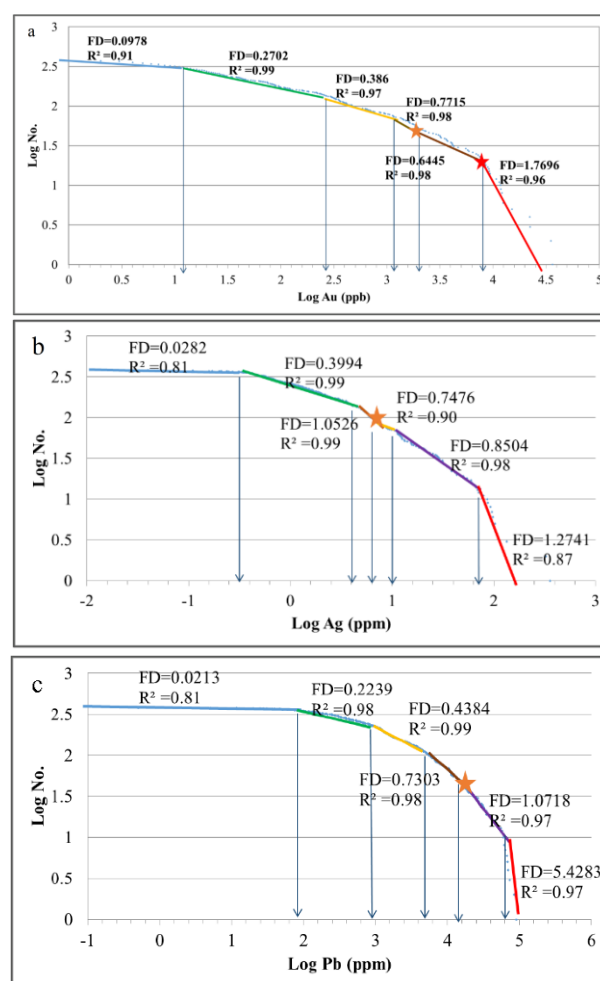 a
FD=0.0978
R² =0.91
FD=0.2702
R² =0.99
FD=0.386
R² =0.97
FD=0.7715
R² =0.98
FD=0.6445
R² =0.98
FD=1.7696
R² =0.96
Log No.
3
2.5
2
1.5
1
0.5
0
0 0.5 1 1.5 2 2.5 3 3.5 4 4.5 5
Log Au (ppb)
b
FD=0.0282
R² =0.81
FD=0.3994
R² =0.99
FD=1.0526
R² =0.99
FD=0.7476
R² =0.90
FD=0.8504
R² =0.98
FD=1.2741
R² =0.87
Log No.
3
2.5
2
1.5
1
0.5
0
-2 -1 0 1 2 3
Log Ag (ppm)
c
FD=0.0213
R² =0.81
FD=0.2239
R² =0.98
FD=0.4384
R² =0.99
FD=0.7303
R² =0.98
FD=1.0718
R² =0.97
FD=5.4283
R² =0.97
Log No.
3
2.5
2
1.5
1
0.5
0
-1 0 1 2 3 4 5 6
Log Pb (ppm)